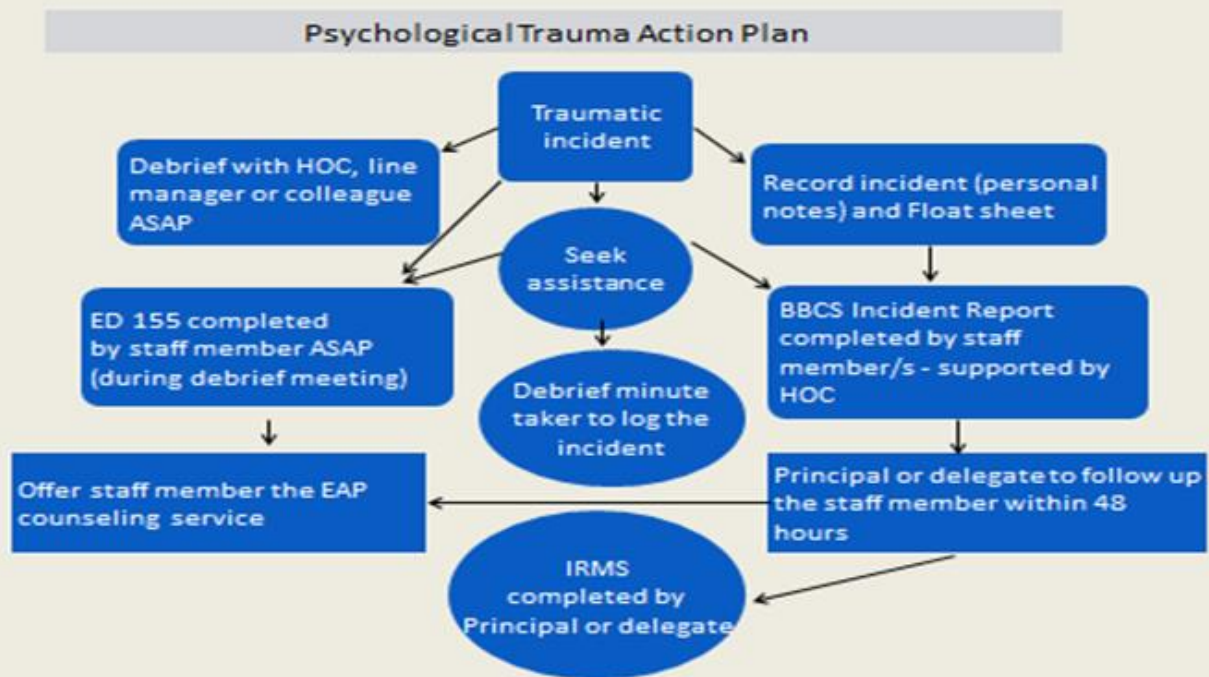 Psychological Trauma Action Plan
Traumatic
incident
Debrief with HOC, line
manager or colleague
ASAP
Record incident (personal
notes) and Float sheet
Seek
assistance
ED 155 completed
by staff member ASAP
(during debrief meeting)
BBCS Incident Report
completed by staff
member/s - supported by
HOC
Debrief minute
taker to log the
incident
Offer staff member the EAP
counseling service
Principal or delegate to follow up
the staff member within 48
hours
IRMS
completed by
Principal or delegate